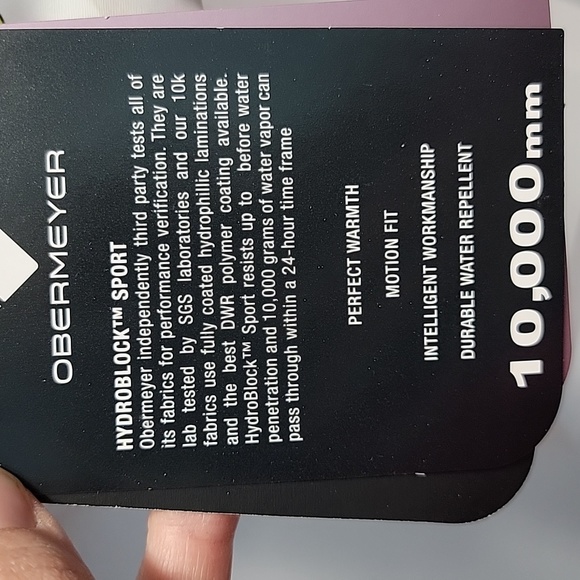 OBERMEYER
HYDROBLOCK™ SPORT
Obermeyer independently third party tests all of
its fabrics for performance verification. They are
lab tested by SGS laboratories and our 10k
fabrics use fully coated hydrophillic laminations
and the best DWR polymer coating available.
HydroBlock™ Sport resists up to before water
penetration and 10,000 grams of water vapor can
pass through within a 24-hour time frame
PERFECT WARMTH
MOTION FIT
INTELLIGENT WORKMANSHIP
DURABLE WATER REPELLENT
10,000mm